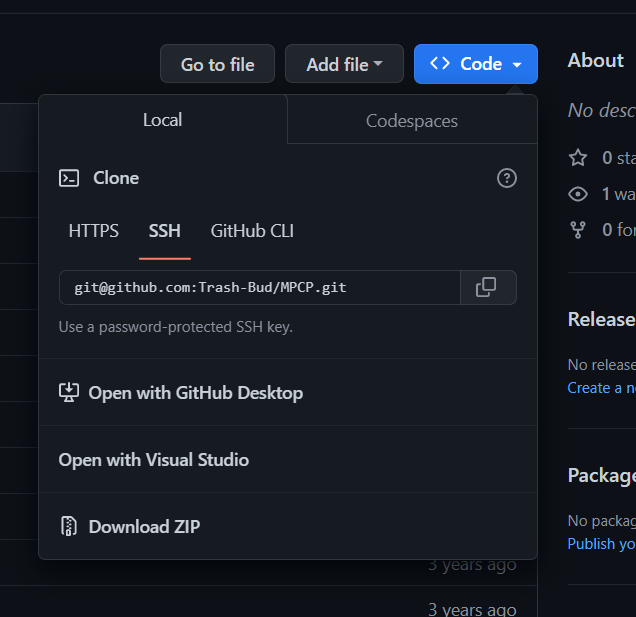 Go to file
Add file
Code
About
No desc
Local
Codespaces
0 sta
Clone
1 wa
HTTPS
SSH
GitHub CLI
0 for
git@github.com:Trash-Bud/MPCP.git
Release
Use a password-protected SSH key.
No release
Create a n
Open with GitHub Desktop
Open with Visual Studio
Package
No packag
Download ZIP
Publish yo
3 years ago
3 years ago